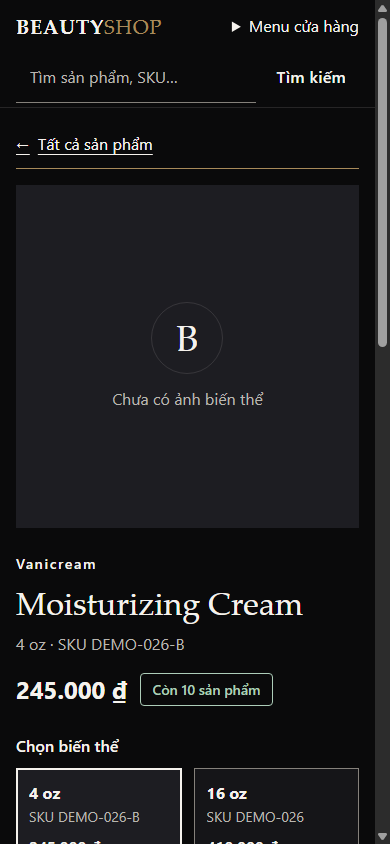 BEAUTYSHOP
▶ Menu cửa hàng
Tìm sản phẩm, SKU...
Tìm kiếm
← Tất cả sản phẩm
B
Chưa có ảnh biến thể
Vanicream
Moisturizing Cream
4 oz · SKU DEMO-026-B
245.000 ₫
Còn 10 sản phẩm
Chọn biến thể
4 oz
SKU DEMO-026-B
16 oz
SKU DEMO-026